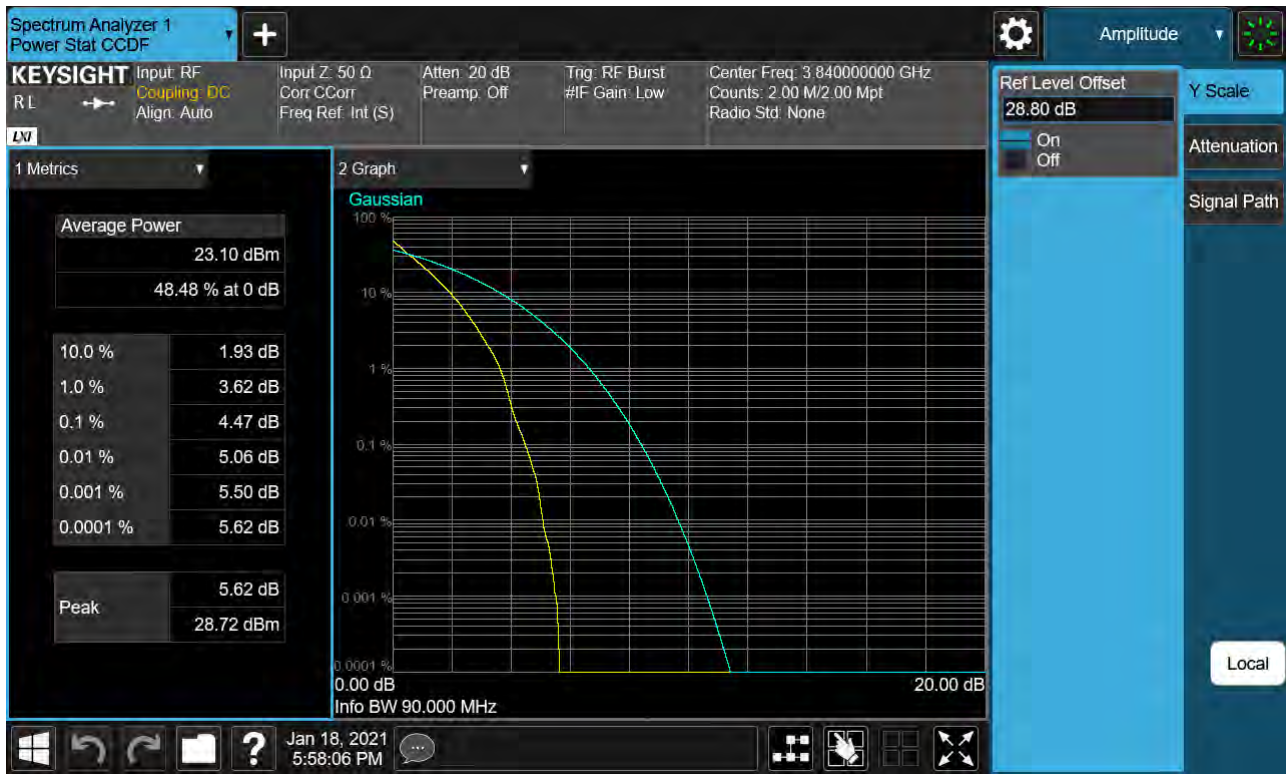 Spectrum Analyzer 1
Power Stat CCDF
+
Amplitude
KEYSIGHT
RL
LXI
Input: RF
Coupling: DC
Align: Auto
Input Z: 50 Ω
Corr CCorr
Freq Ref: Int (S)
Atten: 20 dB
Preamp: Off
Trig: RF Burst
#IF Gain: Low
Center Freq: 3.840000000 GHz
Counts: 2.00 M/2.00 Mpt
Radio Std: None
Ref Level Offset
28.80 dB
On
Off
Y Scale
Attenuation
Signal Path
Local
1 Metrics
Average Power
23.10 dBm
48.48 % at 0 dB
10.0 % 1.93 dB
1.0 % 3.62 dB
0.1 % 4.47 dB
0.01 % 5.06 dB
0.001 % 5.50 dB
0.0001 % 5.62 dB
Peak
5.62 dB
28.72 dBm
2 Graph
Gaussian
100 %
10 %
1 %
0.1 %
0.01 %
0.001 %
0.0001 %
0.00 dB 20.00 dB
Info BW 90.000 MHz
?
Jan 18, 2021
5:58:06 PM